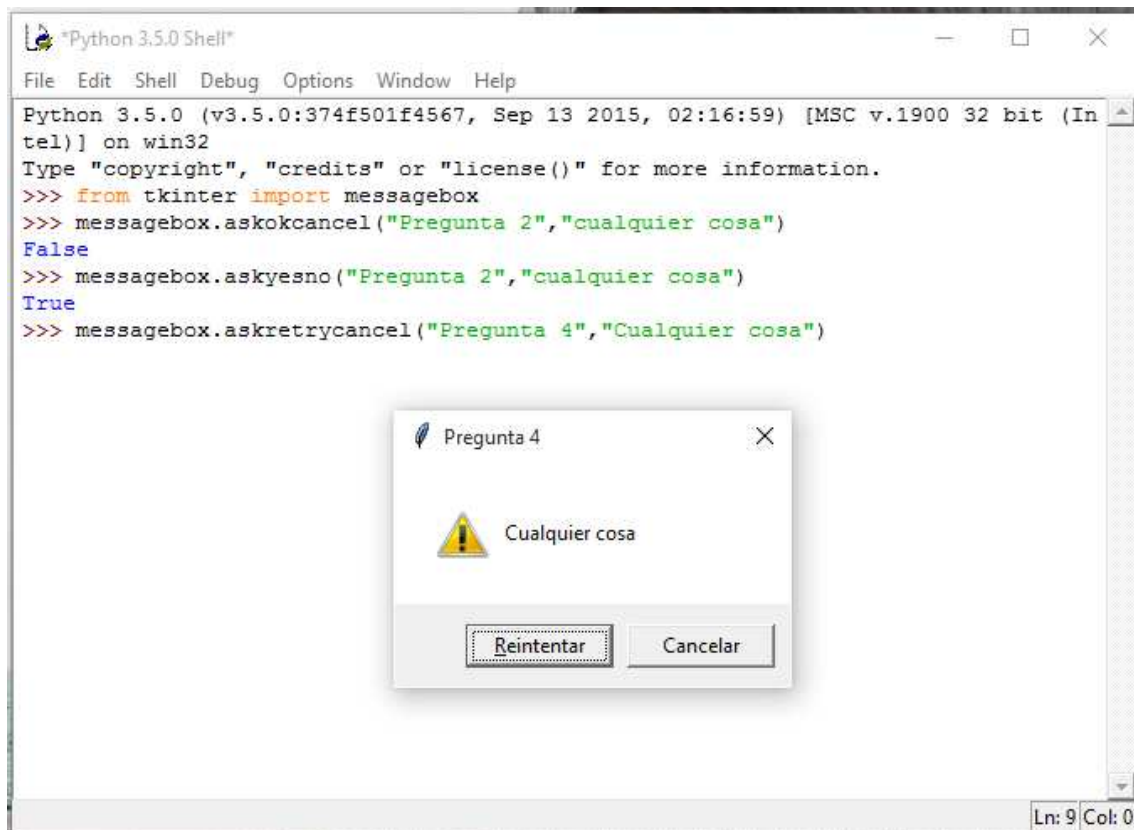 *Python 3.5.0 Shell*
File Edit Shell Debug Options Window Help
Python 3.5.0 (v3.5.0:374f501f4567, Sep 13 2015, 02:16:59) [MSC v.1900 32 bit (In
tel)] on win32
Type "copyright", "credits" or "license()" for more information.
>>> from tkinter import messagebox
>>> messagebox.askokcancel("Pregunta 2","cualquier cosa")
False
>>> messagebox.askyesno("Pregunta 2","cualquier cosa")
True
>>> messagebox.askretrycancel("Pregunta 4","Cualquier cosa")
Pregunta 4
Cualquier cosa
Reintentar Cancelar
Ln: 9 Col: 0